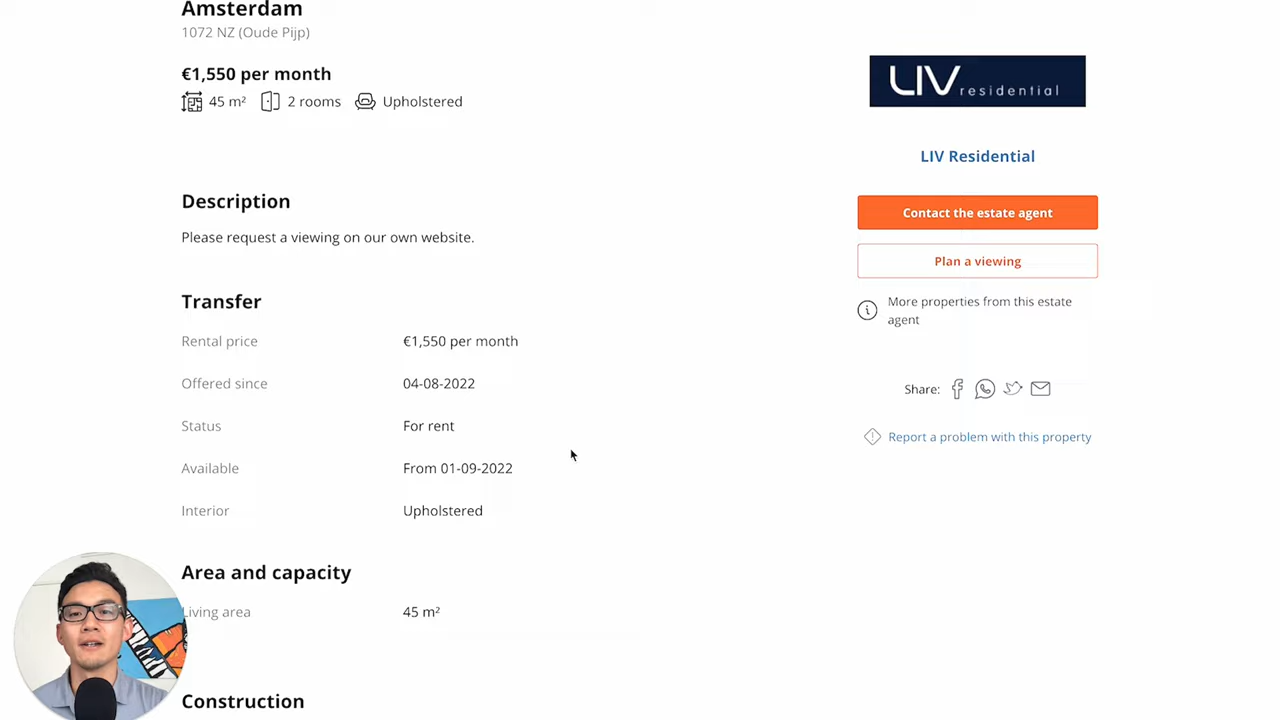 Amsterdam
1072 NZ (Oude Pijp)
€1,550 per month
45 m² 2 rooms Upholstered
Description
Please request a viewing on our own website.
Transfer
Rental price €1,550 per month
Offered since 04-08-2022
Status For rent
Available From 01-09-2022
Interior Upholstered
Area and capacity
Living area 45 m²
Construction
LIV residential
LIV Residential
Contact the estate agent
Plan a viewing
More properties from this estate
agent
Share:
Report a problem with this property